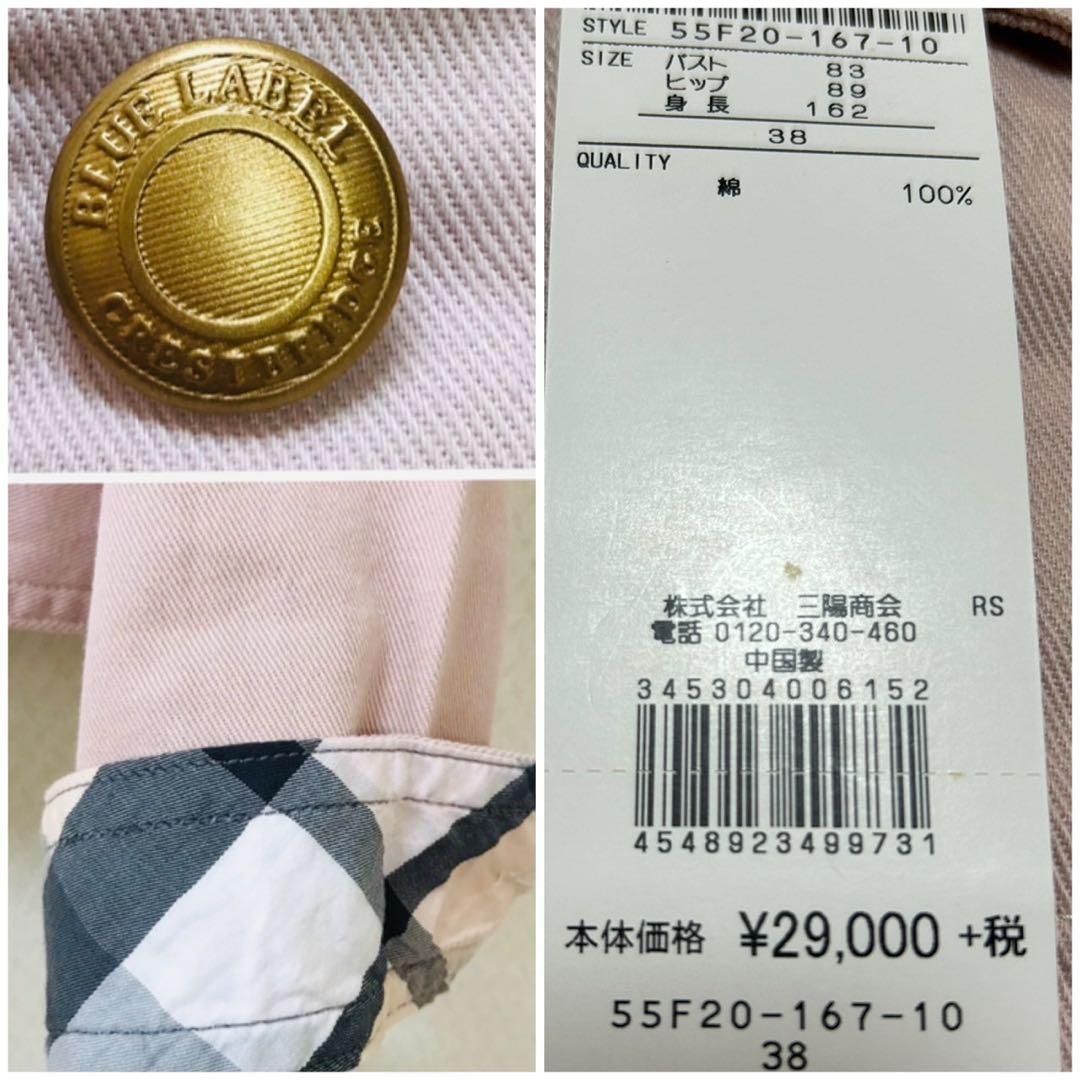 BLUE LABEL
CRESTBRIDGE
STYLE 55F20-167-10
SIZE バスト 83
ヒップ 89
身長 162
38
QUALITY
綿 100%
株式会社 三陽商会 RS
電話 0120-340-460
中国製
345304006152
4548923499731
本体価格 ¥29,000 +税
55F20-167-10
38